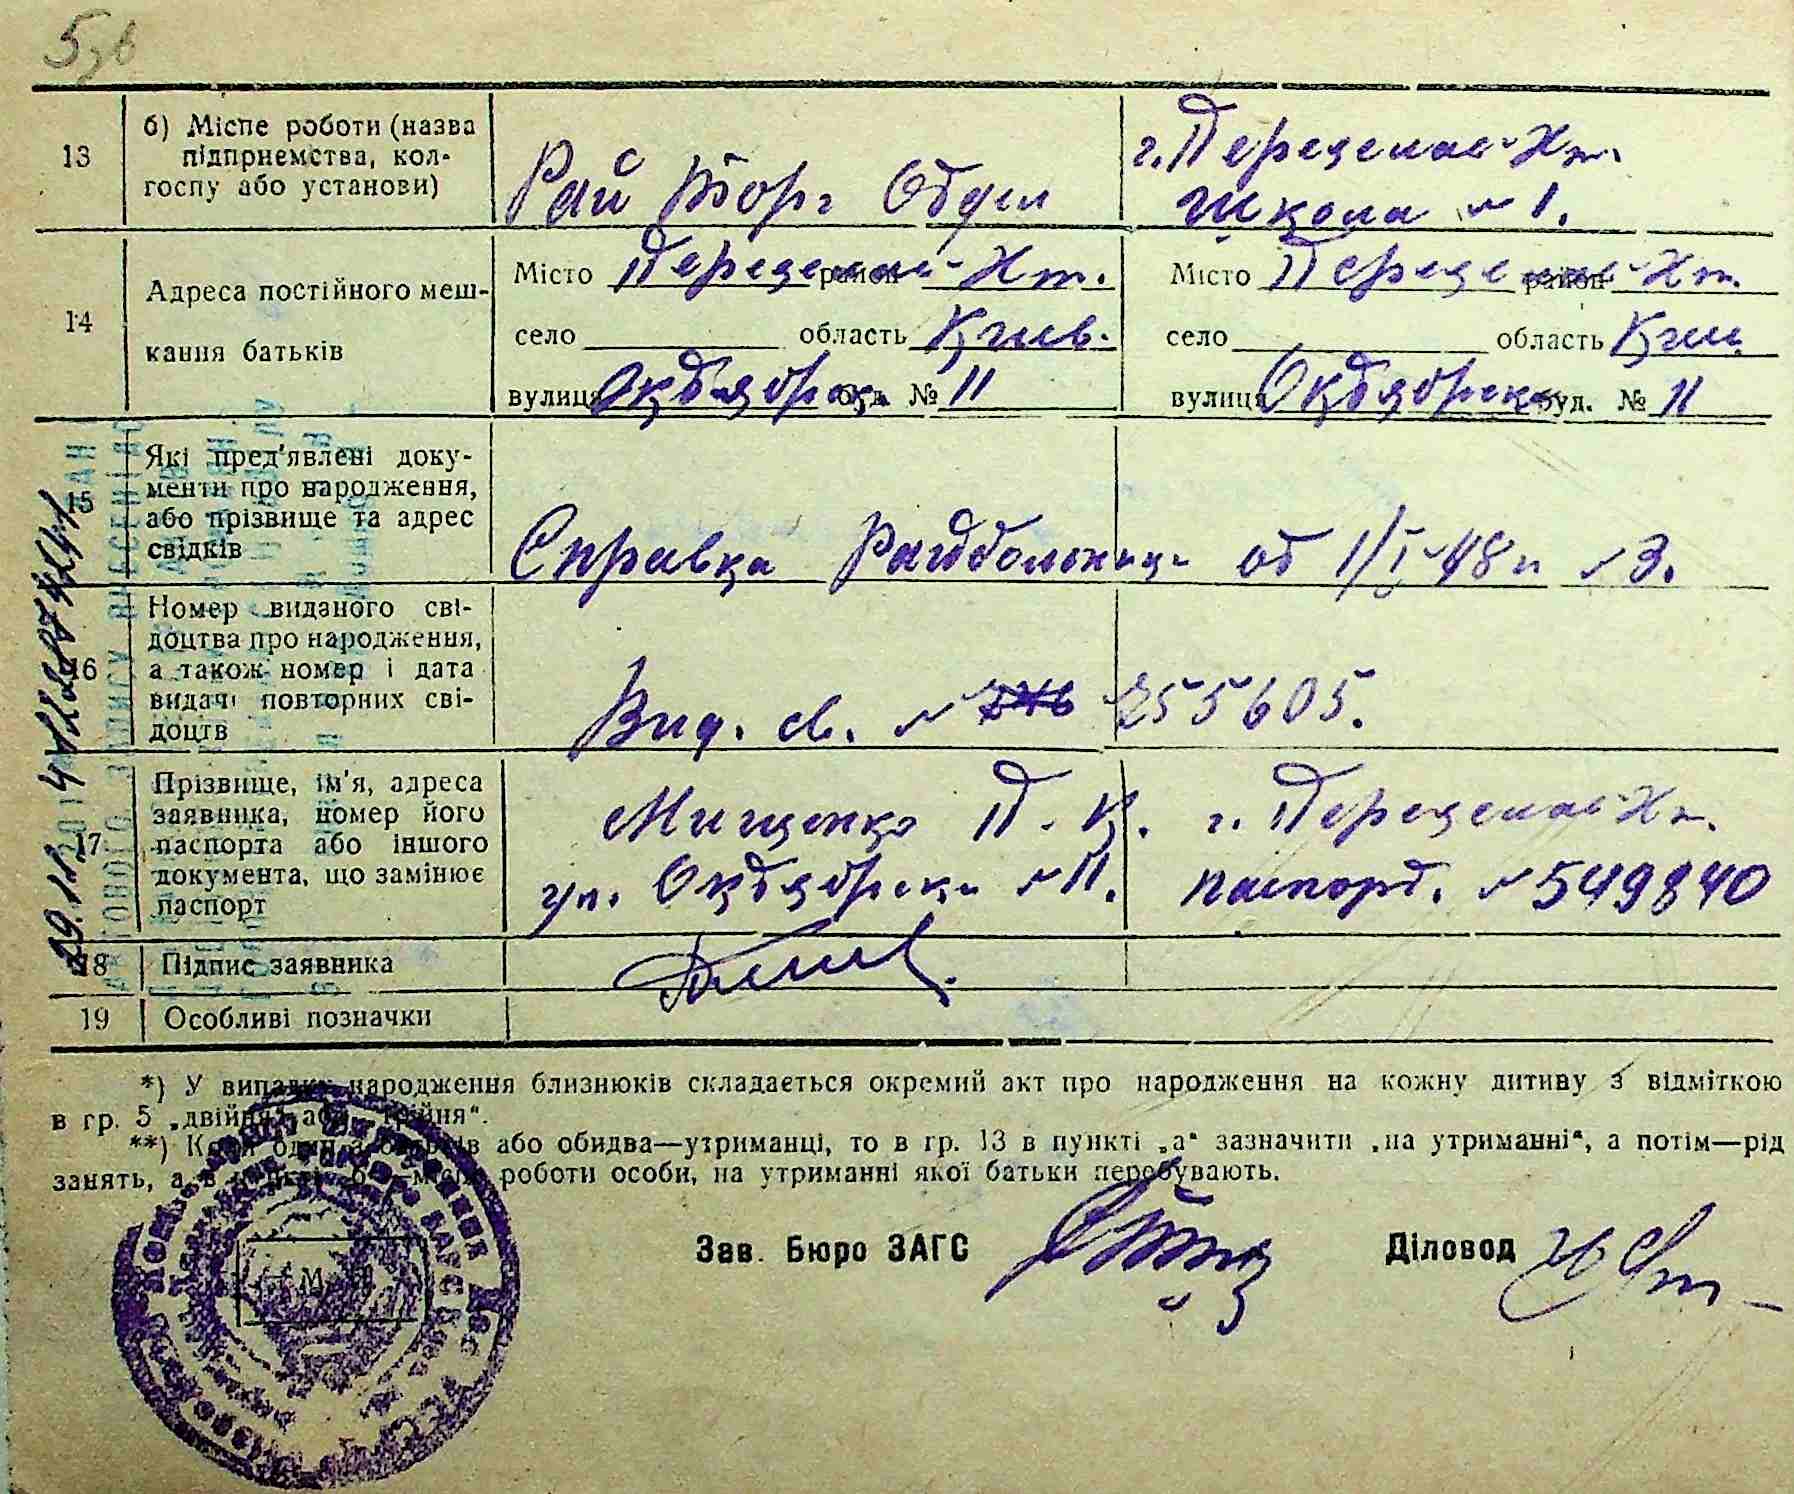 5зв
13
б) Місце роботи (назва
підприємства, кол-
госпу або установи)
Рай Торг Отдел
г. Переяслав-Хм.
Школа № 1.
14
Адреса постійного меш-
кання батьків
Місто Переяслав-Хм. район
село область Київ.
вулиця Октябрск. буд. № 11
Місто Переяслав-Хм. район
село область Київ.
вулиця Октябрск. буд. № 11
15
Які пред'явлені доку-
менти про народження,
або прізвище та адрес
свідків
Справка Райбольници от 1/I-48 г. № 3.
16
Номер виданого сві-
доцтва про народження,
а також номер і дата
видачі повторних сві-
доцтв
Вид. св. № 255605.
17
Прізвище, ім'я, адреса
заявника, номер його
паспорта або іншого
документа, що замінює
паспорт
Мищенко П. К. г. Переяслав-Хм.
ул. Октябрск. № 11. паспорт. № 549840
18
Підпис заявника
19
Особливі позначки
*) У випадку народження близнюків складається окремий акт про народження на кожну дитину з відміткою
в гр. 5 „двійня“ або „трійня“.
**) Коли один з батьків або обидва—утриманці, то в гр. 13 в пункті „а“ зазначити „на утриманні“, а потім—рід
занять, а в пункті „б“ місце роботи особи, на утриманні якої батьки перебувають.
Зав. Бюро ЗАГС
Діловод